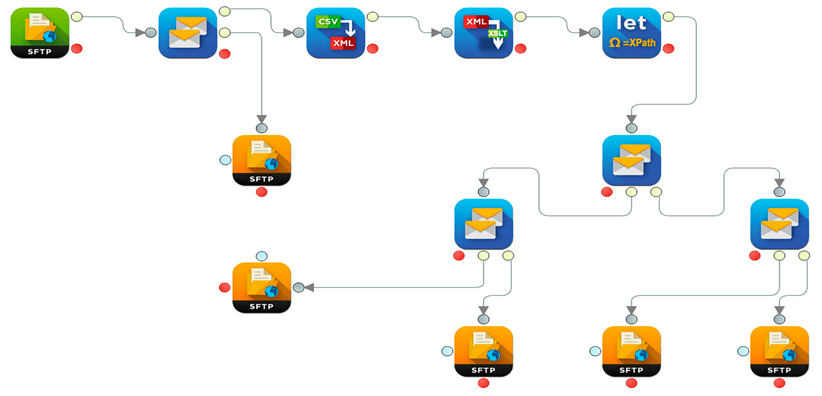 SFTP
CSV
XML
XML
XSLT
let
Ω =XPath
SFTP
SFTP
SFTP
SFTP
SFTP